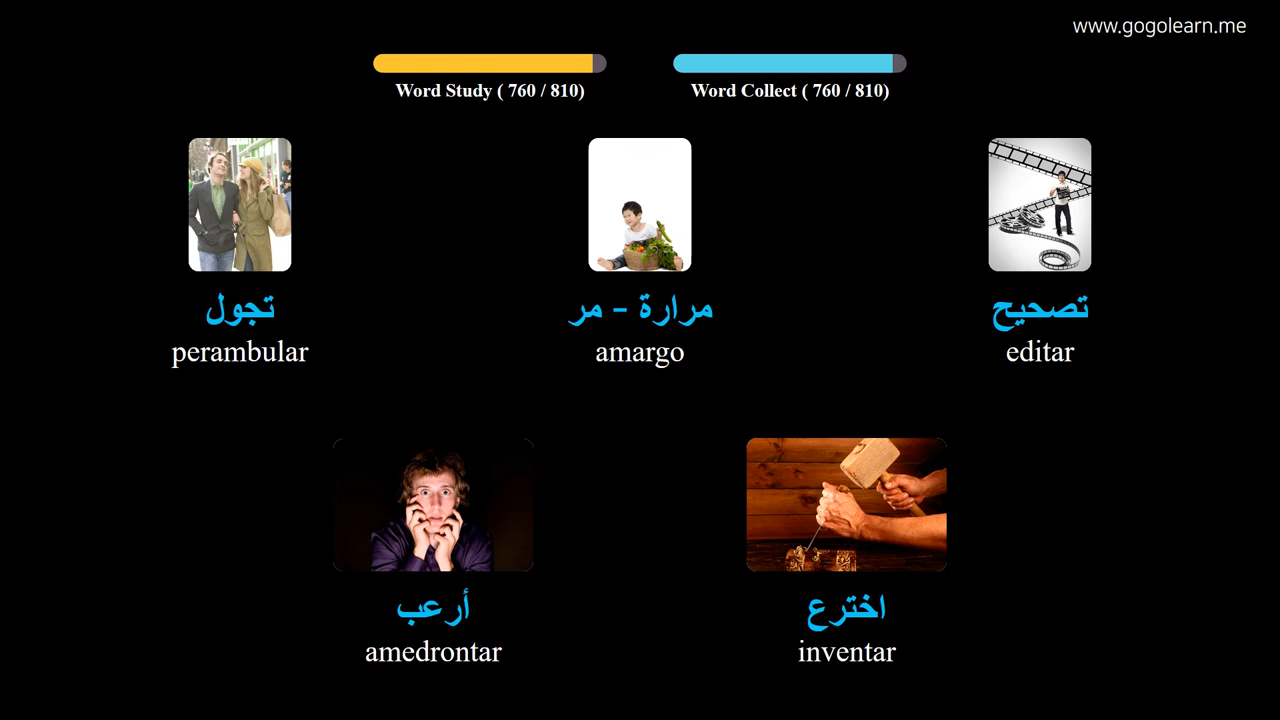 www.gogolearn.me
Word Study ( 760 / 810)
Word Collect ( 760 / 810)
تجول
perambular
مرارة - مر
amargo
تصحيح
editar
أرعب
amedrontar
اخترع
inventar